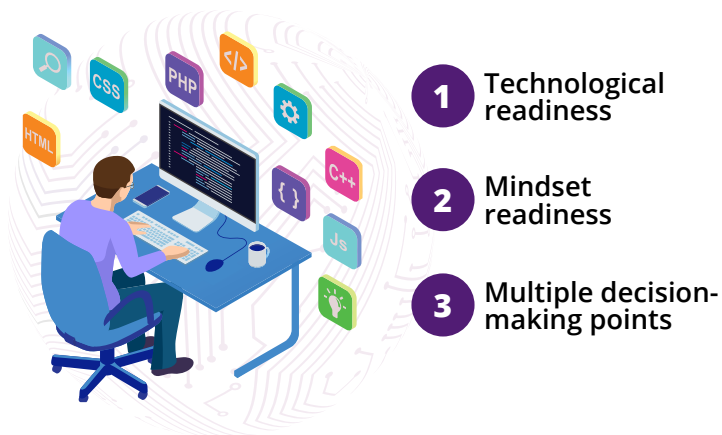 HTML
CSS
PHP
</>
{ }
C++
Js
1
Technological
readiness
2
Mindset
readiness
3
Multiple decision-
making points